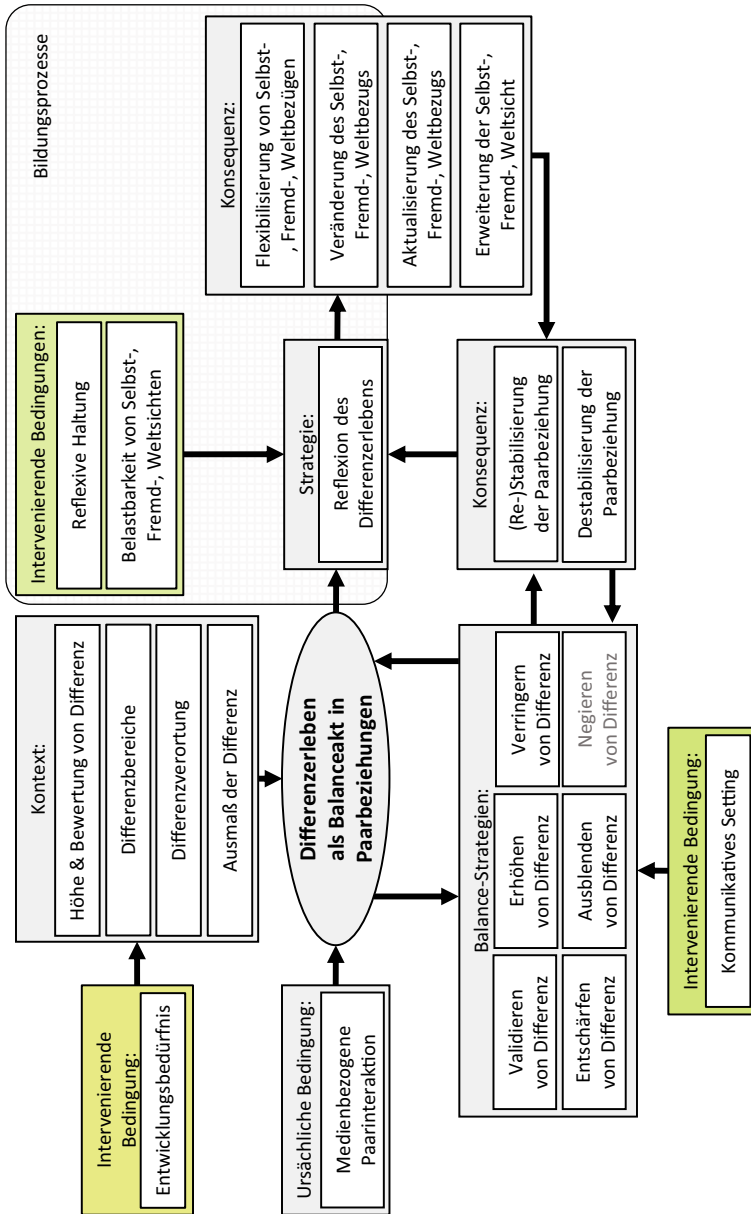 Intervenierende
Bedingung:
Entwicklungsbedürfnis
Kontext:
Höhe & Bewertung von Differenz
Differenzbereiche
Differenzverortung
Ausmaß der Differenz
Intervenierende Bedingungen:
Reflexive Haltung
Belastbarkeit von Selbst-,
Fremd-, Weltsichten
Bildungsprozesse
Ursächliche Bedingung:
Medienbezogene
Paarinteraktion
Differenzerleben
als Balanceakt in
Paarbeziehungen
Strategie:
Reflexion des
Differenzerlebens
Konsequenz:
Flexibilisierung von Selbst-
, Fremd-, Weltbezügen
Veränderung des Selbst-,
Fremd-, Weltbezugs
Aktualisierung des Selbst-,
Fremd-, Weltbezugs
Erweiterung der Selbst-,
Fremd-, Weltsicht
Balance-Strategien:
Validieren
von Differenz
Erhöhen
von Differenz
Verringern
von Differenz
Entschärfen
von Differenz
Ausblenden
von Differenz
Negieren
von Differenz
Konsequenz:
(Re-)Stabilisierung
der Paarbeziehung
Destabilisierung der
Paarbeziehung
Intervenierende Bedingung:
Kommunikatives Setting